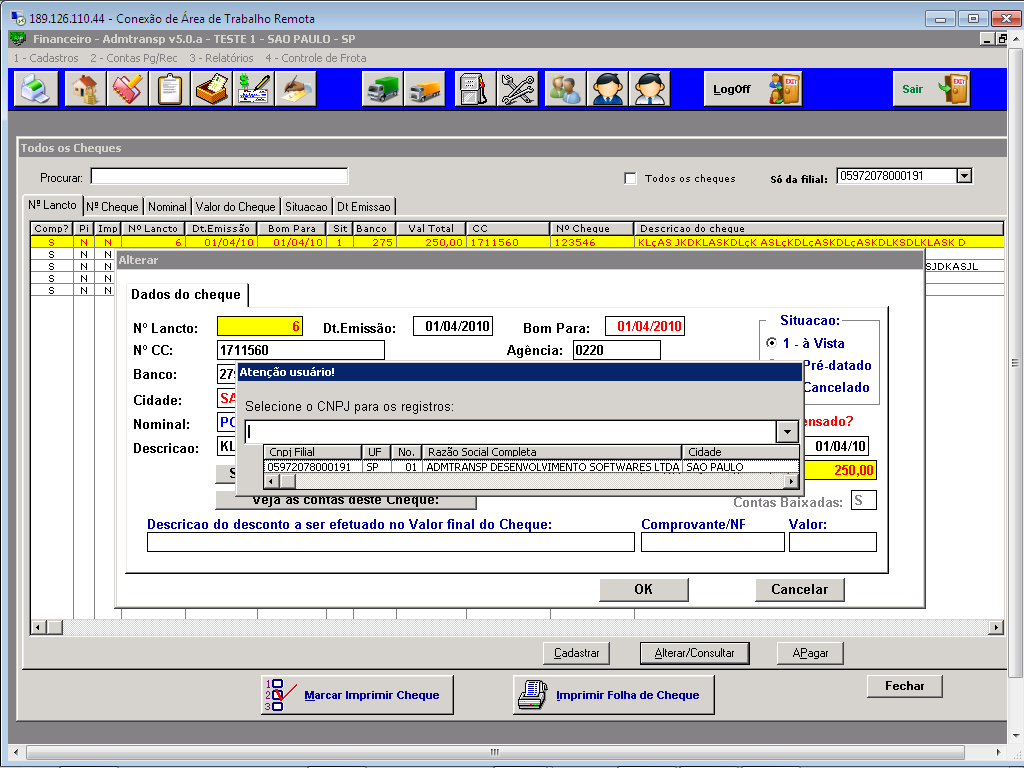 189.126.110.44 - Conexão de Área de Trabalho Remota
Financeiro - Admtransp v5.0.a - TESTE 1 - SAO PAULO - SP
1 - Cadastros 2 - Contas Pg/Rec 3 - Relatórios 4 - Controle de Frota
LogOff EXIT Sair EXIT
Todos os Cheques
Procurar: Todos os cheques Só da filial: 05972078000191
Nº Lancto Nº Cheque Nominal Valor do Cheque Situacao Dt Emissao
Comp? Pi Imp Nº Lancto Dt.Emissão Bom Para Sit Banco Val Total CC Nº Cheque Descricao do cheque
S N N 6 01/04/10 01/04/10 1 275 250,00 1711560 123546 KLçAS JKDKLASKDLçK ASLçKDLçASKDLçASKDLKSDLKLASK D
S N N
S N N SJDKASJL
S N N
S N N
Alterar
Dados do cheque
Nº Lancto: 6 Dt.Emissão: 01/04/2010 Bom Para: 01/04/2010 Situacao:
Nº CC: 1711560 Agência: 0220 1 - à Vista
Banco: 275 Pré-datado
Cidade: SA Cancelado
Nominal: PO ensado?
Descricao: KL 01/04/10
S 250,00
Atenção usuário!
Selecione o CNPJ para os registros:
Cnpj Filial UF No. Razão Social Completa Cidade
05972078000191 SP 01 ADMTRANSP DESENVOLVIMENTO SOFTWARES LTDA SAO PAULO
Veja as contas deste Cheque: Contas Baixadas: S
Descricao do desconto a ser efetuado no Valor final do Cheque: Comprovante/NF Valor:
OK Cancelar
Cadastrar Alterar/Consultar APagar
1 2 3 Marcar Imprimir Cheque Imprimir Folha de Cheque Fechar